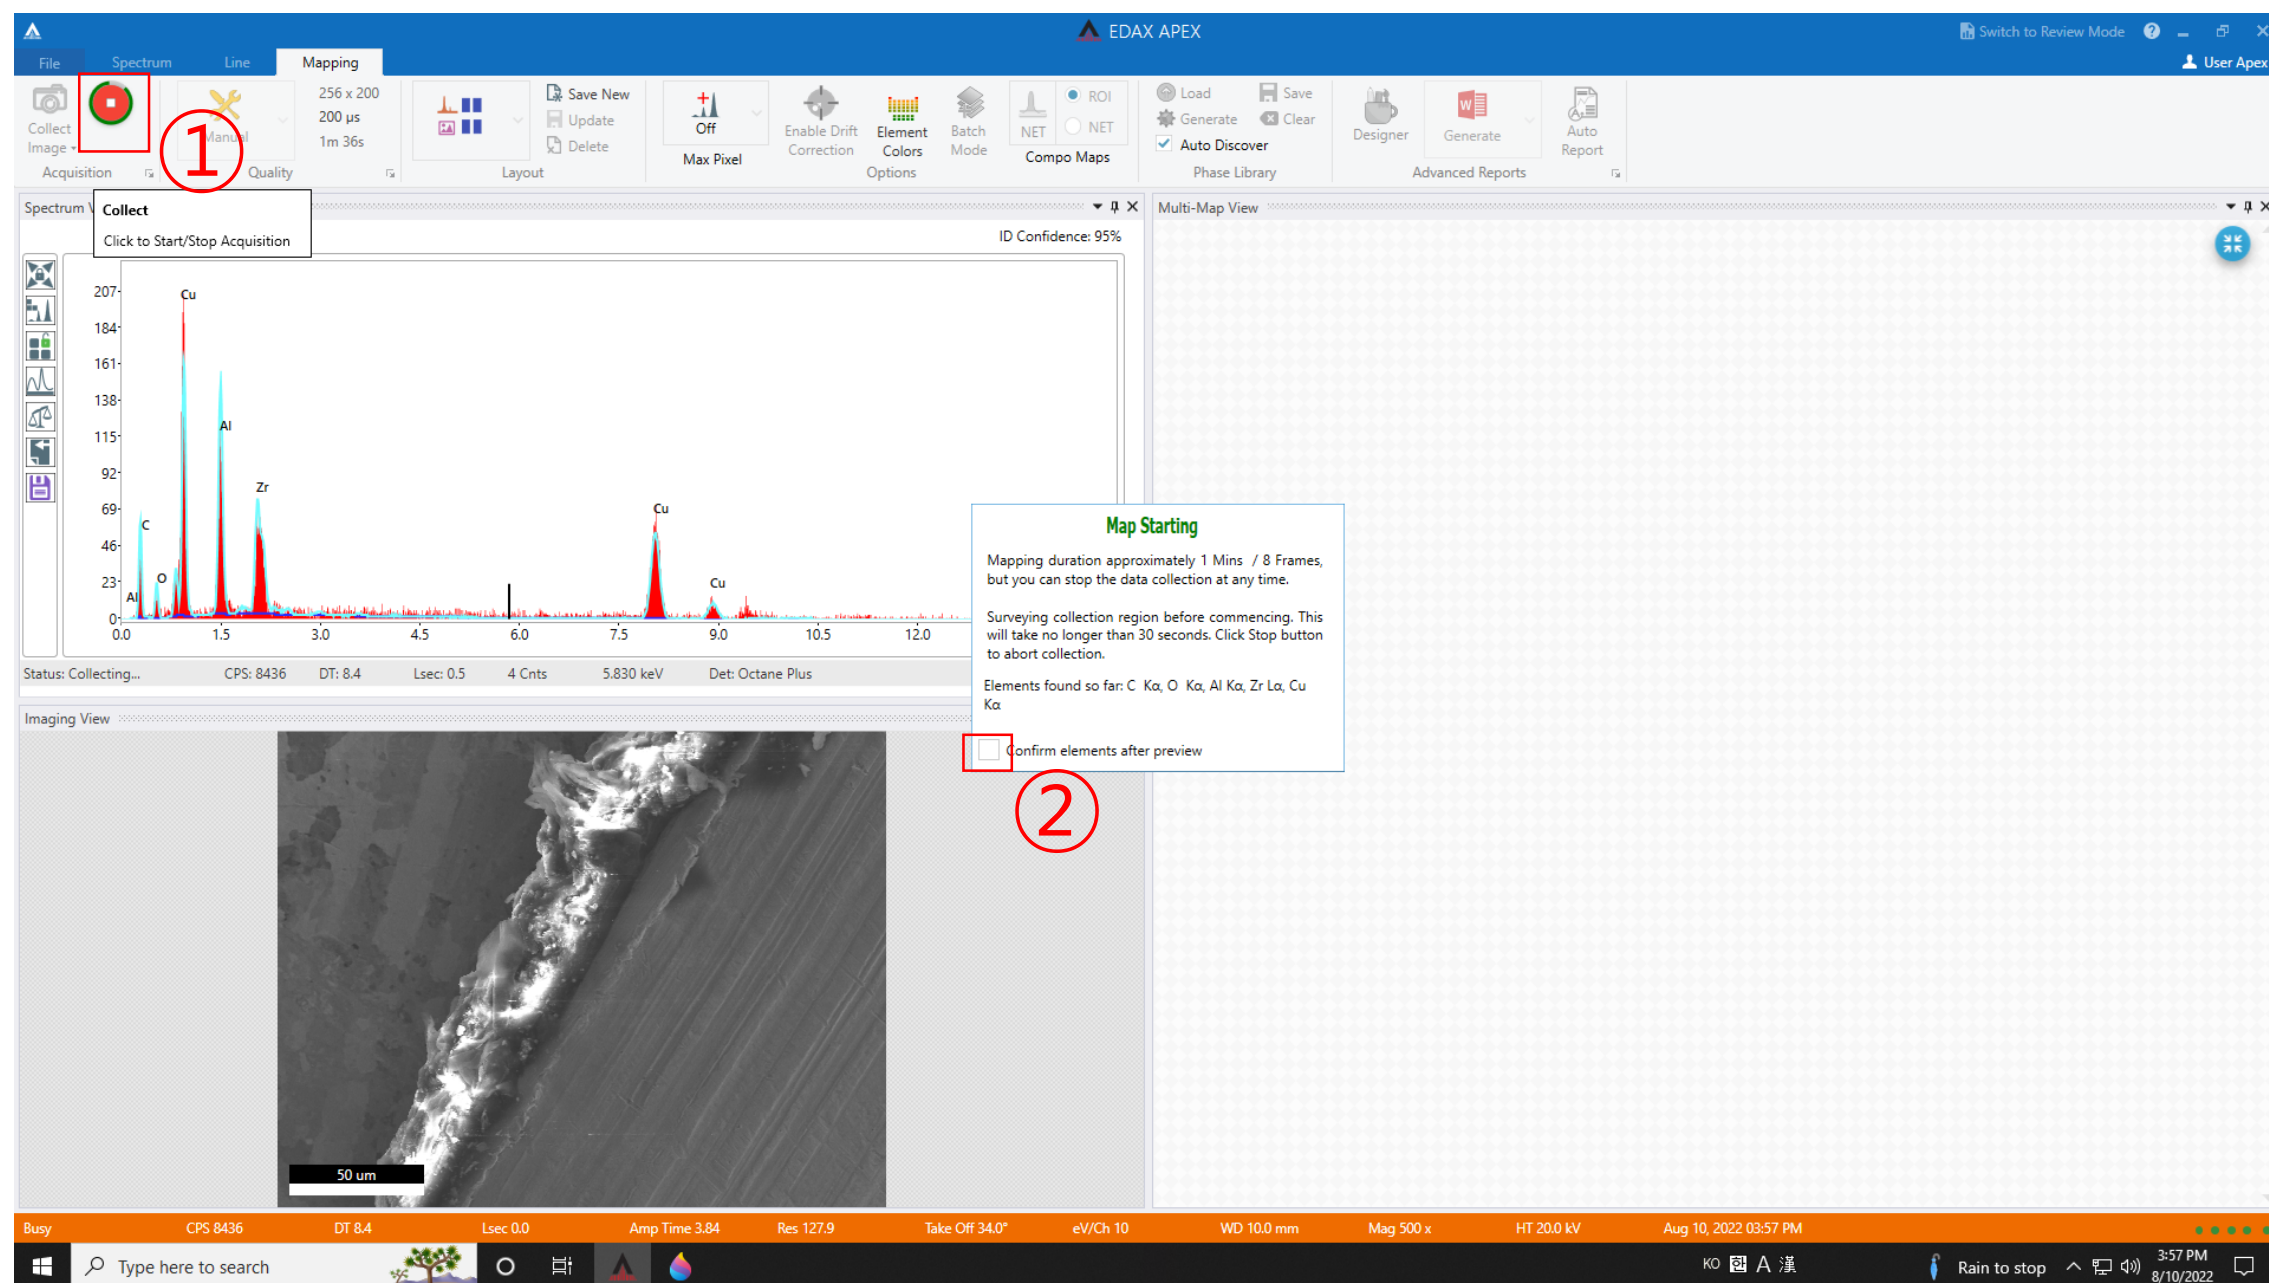 EDAX APEX
Switch to Review Mode
File Spectrum Line Mapping
User Apex
Collect Image
Manual
256 x 200
200 µs
1m 36s
Save New
Update
Delete
Off
Max Pixel
Enable Drift Correction
Element Colors
Batch Mode
NET
ROI
NET
Compo Maps
Load
Save
Generate
Clear
Auto Discover
Designer
Generate
Auto Report
Acquisition Quality Layout Options Phase Library Advanced Reports
①
Spectrum V
Collect
Click to Start/Stop Acquisition
Multi-Map View
ID Confidence: 95%
207
184
161
138
115
92
69
46
23
0
Cu
Al
Zr
C
O
Al
Cu
Cu
0.0 1.5 3.0 4.5 6.0 7.5 9.0 10.5 12.0
Status: Collecting... CPS: 8436 DT: 8.4 Lsec: 0.5 4 Cnts 5.830 keV Det: Octane Plus
Map Starting
Mapping duration approximately 1 Mins / 8 Frames,
but you can stop the data collection at any time.
Surveying collection region before commencing. This
will take no longer than 30 seconds. Click Stop button
to abort collection.
Elements found so far: C Kα, O Kα, Al Kα, Zr Lα, Cu
Kα
Confirm elements after preview
②
Imaging View
50 um
Busy CPS 8436 DT 8.4 Lsec 0.0 Amp Time 3.84 Res 127.9 Take Off 34.0° eV/Ch 10 WD 10.0 mm Mag 500 x HT 20.0 kV Aug 10, 2022 03:57 PM
Type here to search
KO 한 A 漢
Rain to stop
3:57 PM
8/10/2022